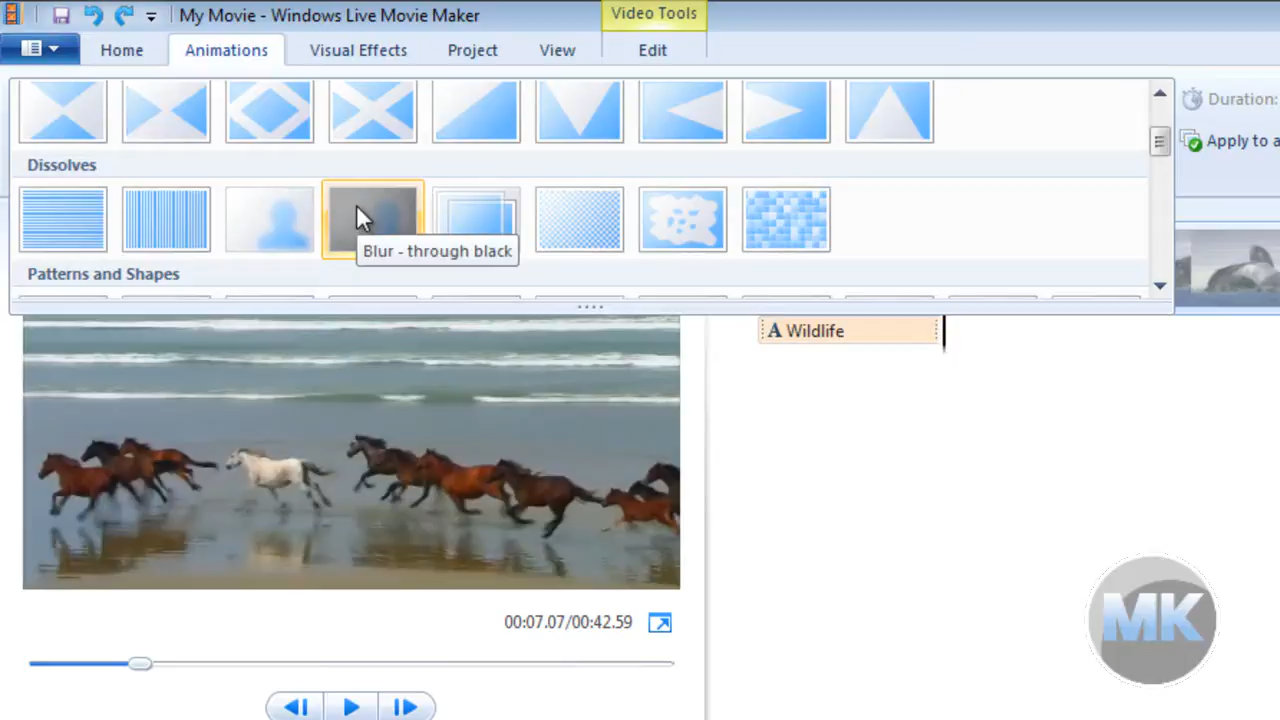 My Movie - Windows Live Movie Maker
Video Tools
Home
Animations
Visual Effects
Project
View
Edit
Duration:
Apply to a
Dissolves
Blur - through black
Patterns and Shapes
A Wildlife
00:07.07/00:42.59
MK